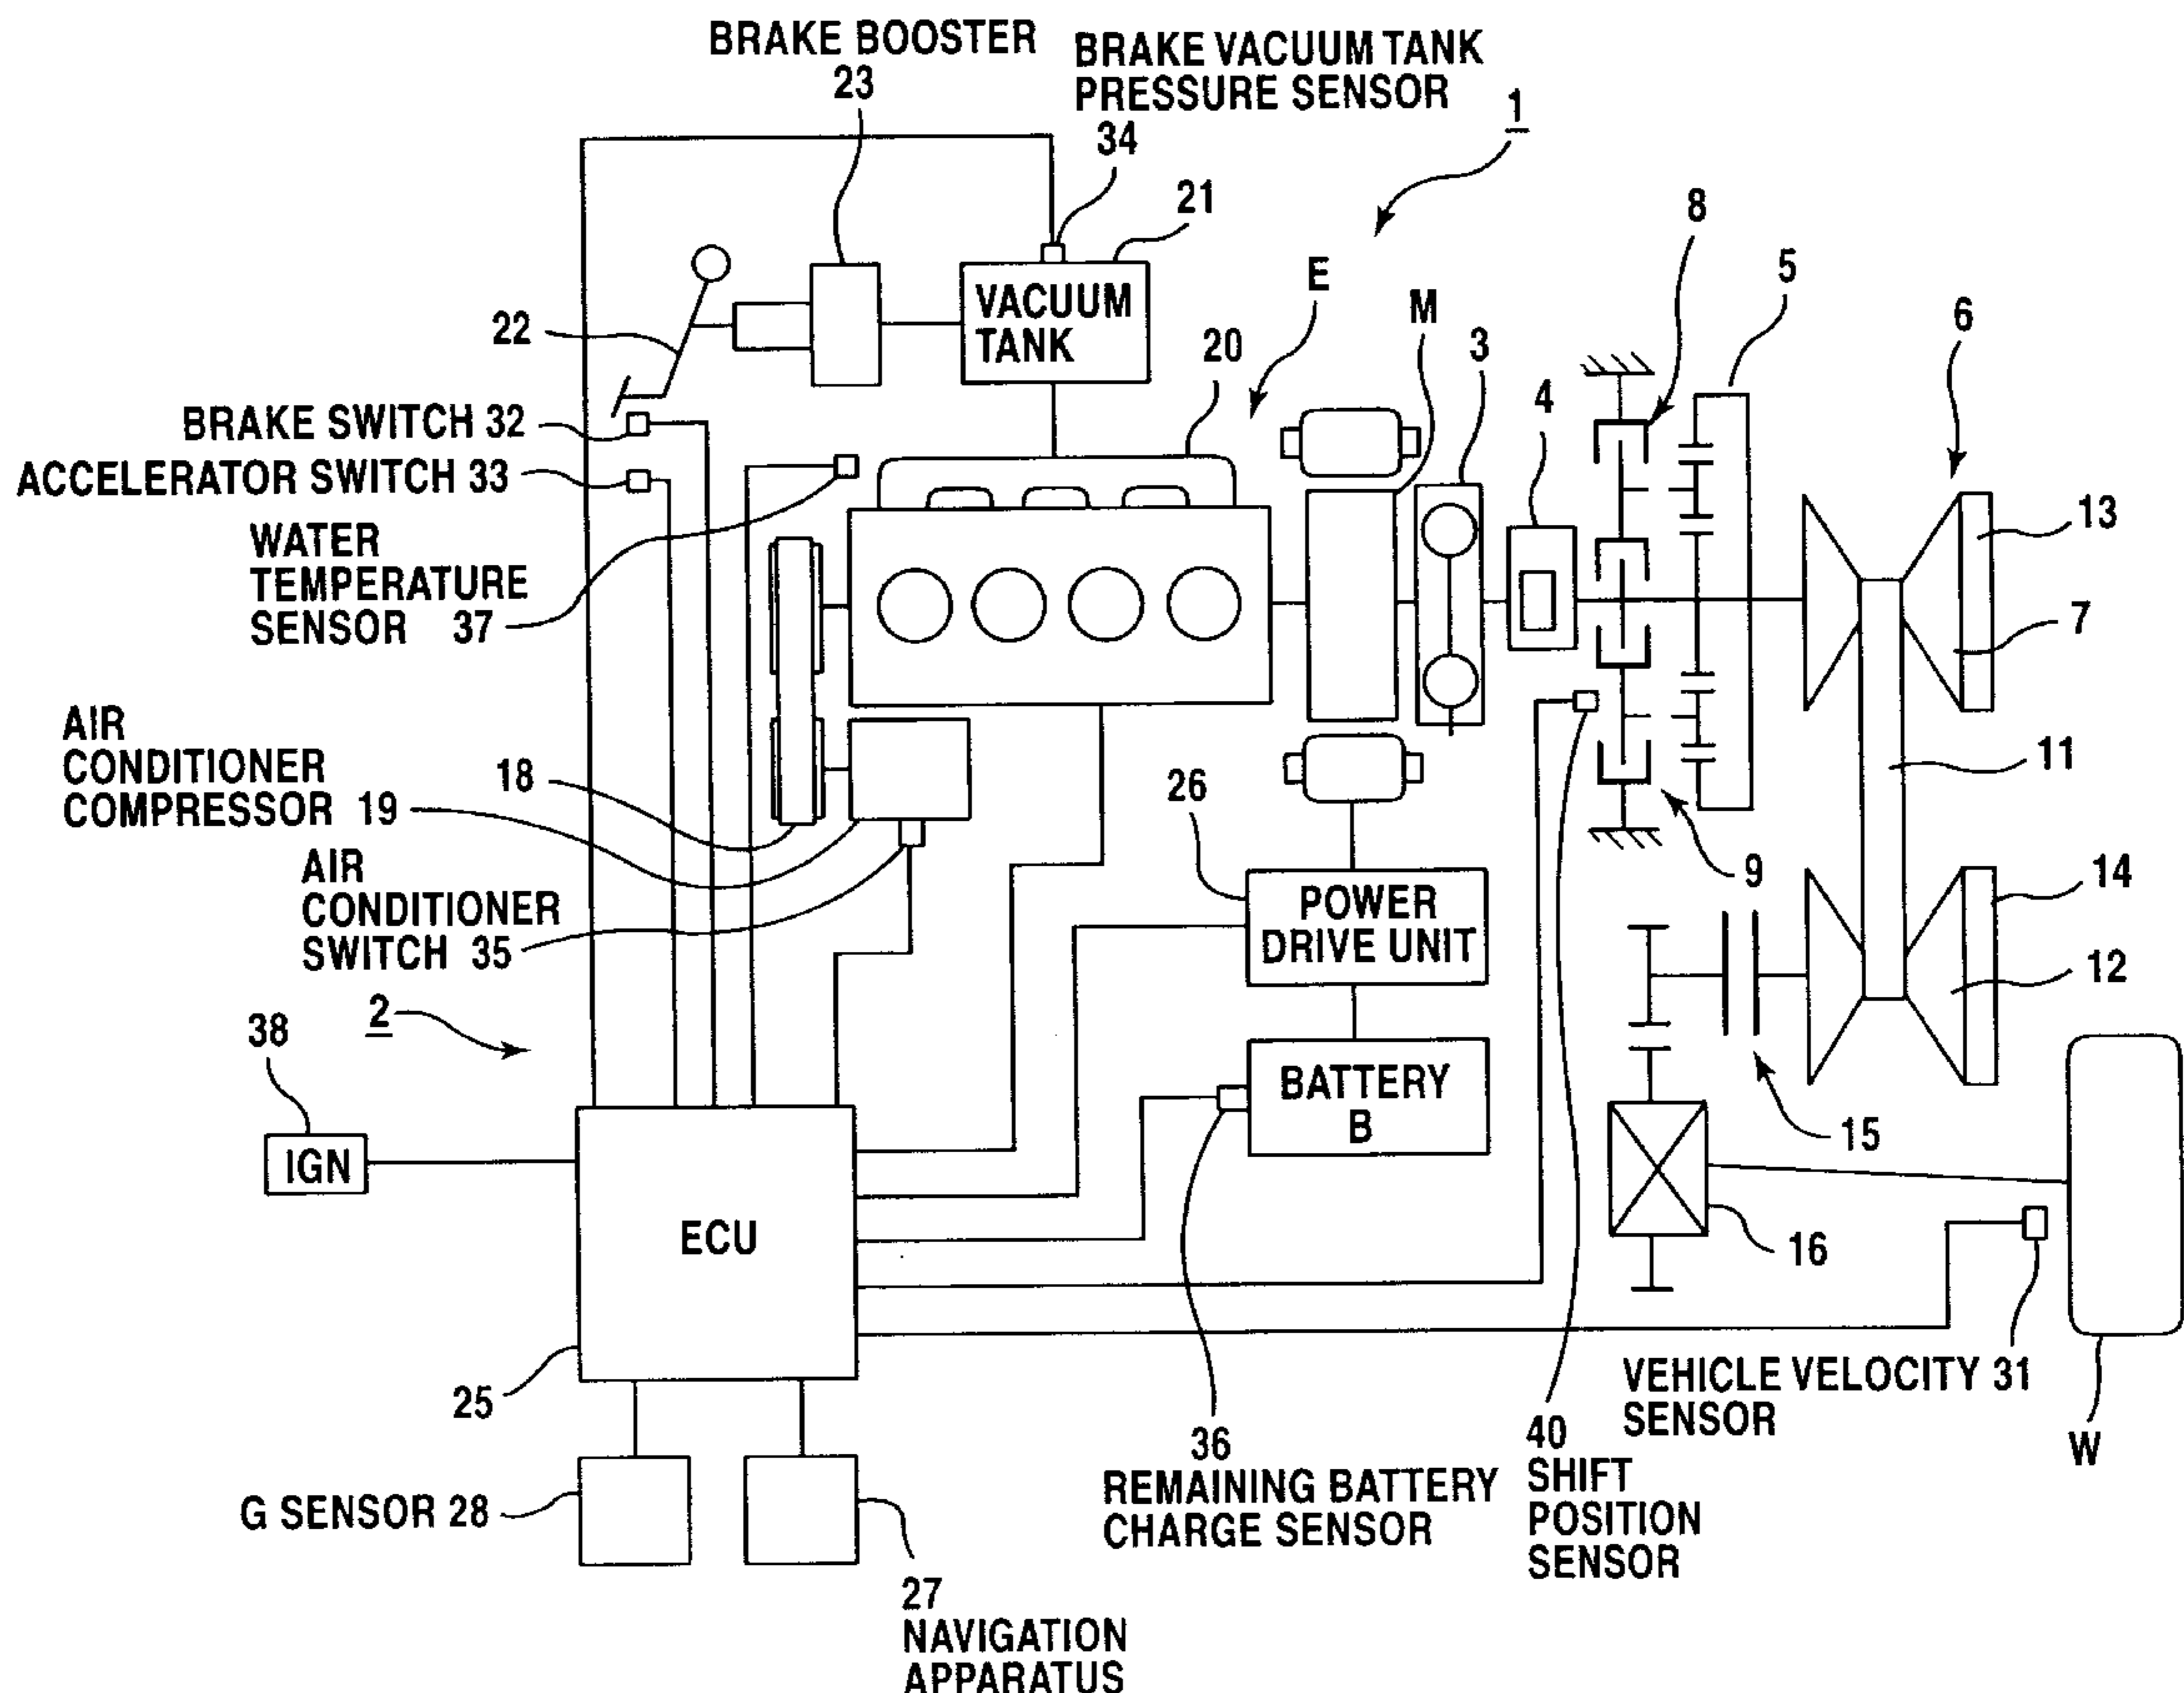 BRAKE BOOSTER
23
BRAKE VACUUM TANK
PRESSURE SENSOR
34
1
21
8
5
E
M
6
22
VACUUM
TANK
20
3
4
BRAKE SWITCH 32
ACCELERATOR SWITCH 33
13
WATER
TEMPERATURE
SENSOR 37
7
AIR
CONDITIONER
COMPRESSOR 19
18
26
11
AIR
CONDITIONER
SWITCH 35
9
14
POWER
DRIVE UNIT
12
2
38
BATTERY
B
15
IGN
ECU
16
25
VEHICLE VELOCITY 31
SENSOR
W
36
REMAINING BATTERY
CHARGE SENSOR
40
SHIFT
POSITION
SENSOR
G SENSOR 28
27
NAVIGATION
APPARATUS